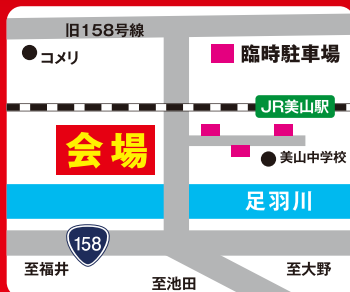 旧158号線
コメリ
臨時駐車場
JR美山駅
会場
美山中学校
足羽川
158
至福井
至池田
至大野